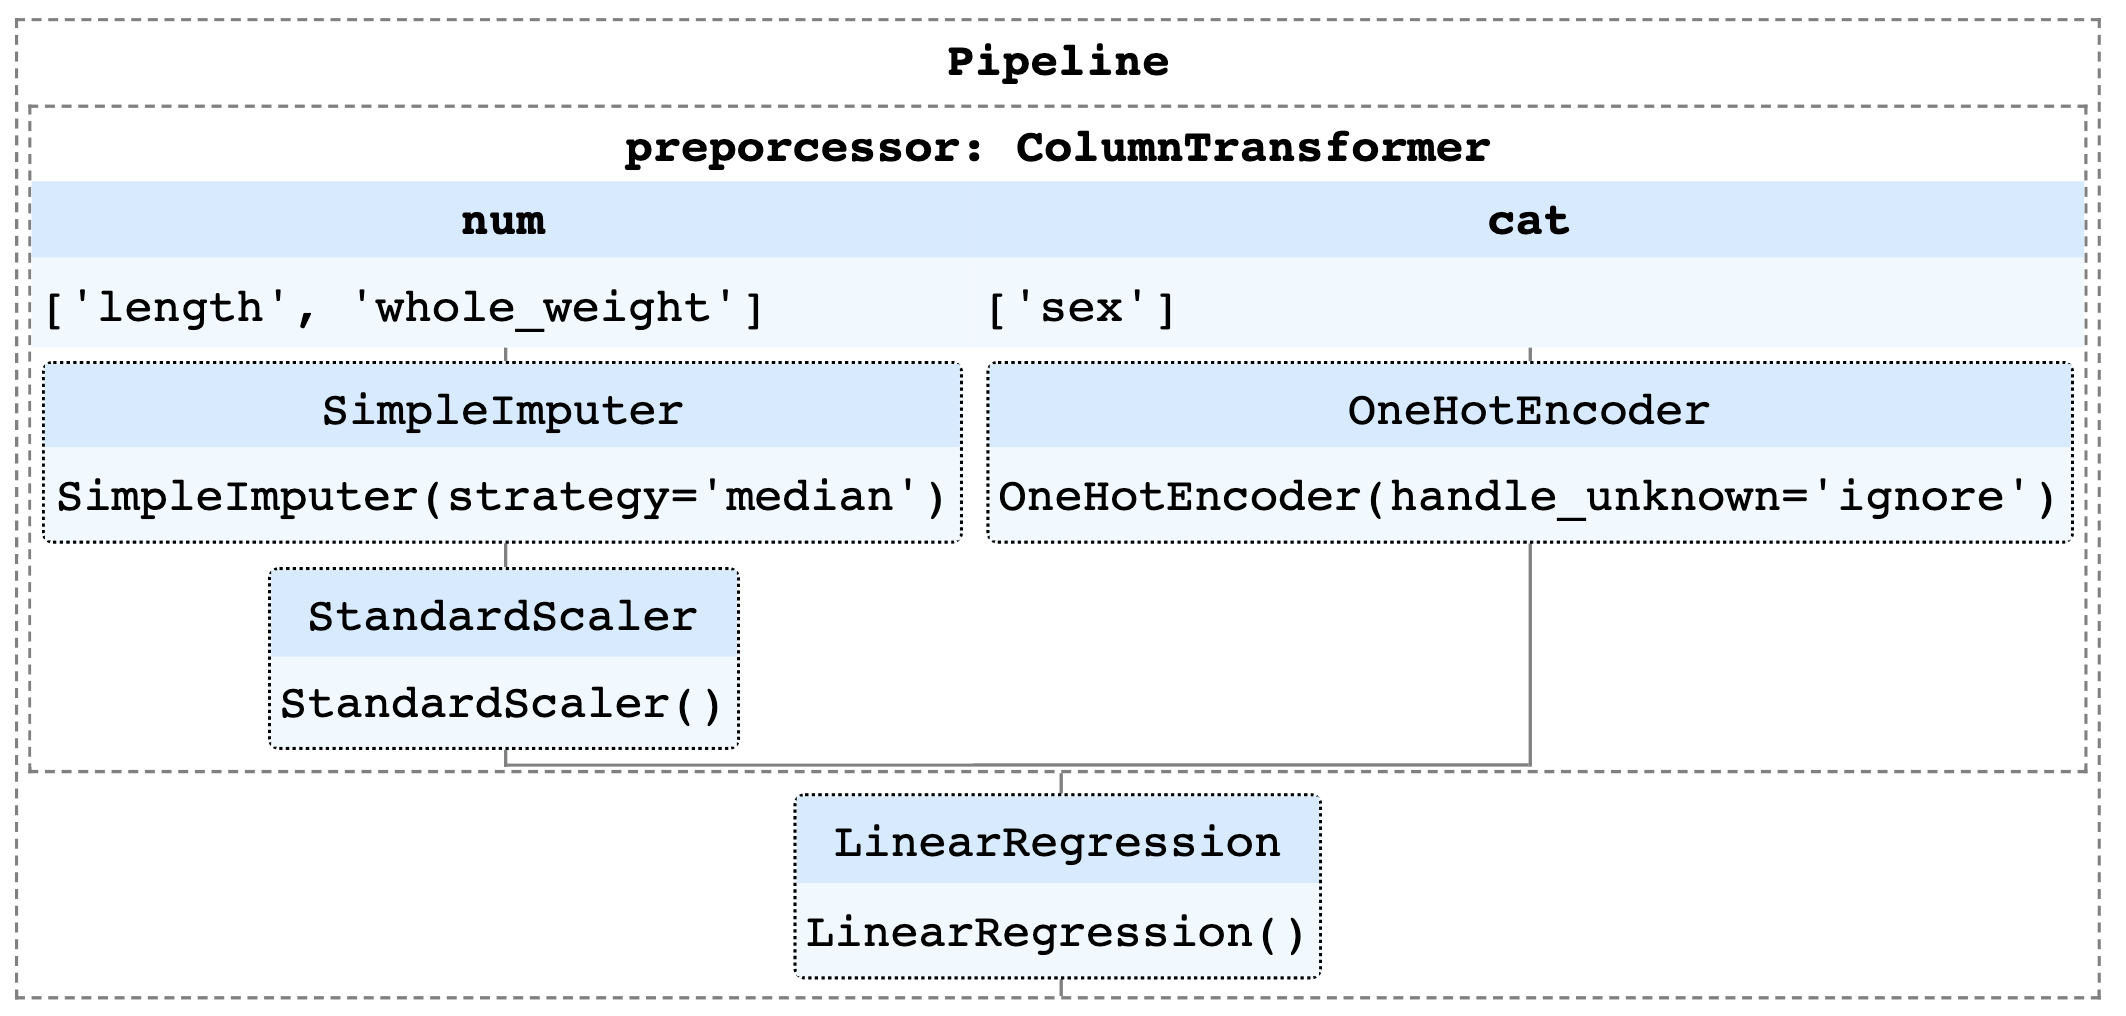 Pipeline
preporcessor: ColumnTransformer
num
cat
['length', 'whole_weight']
['sex']
SimpleImputer
SimpleImputer(strategy='median')
OneHotEncoder
OneHotEncoder(handle_unknown='ignore')
StandardScaler
StandardScaler()
LinearRegression
LinearRegression()